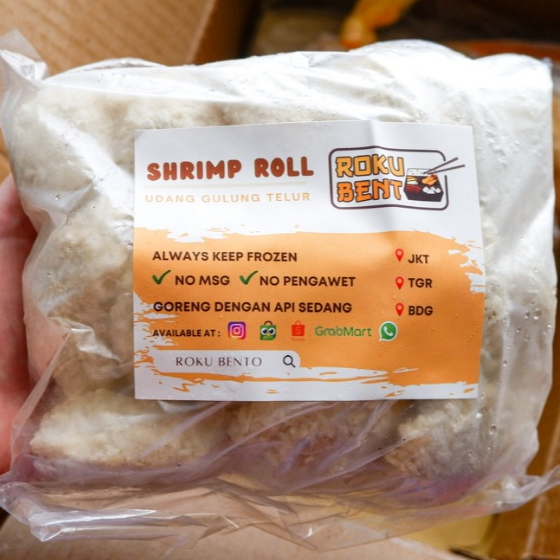 SHRIMP ROLL
UDANG GULUNG TELUR
ROKU
BENTO
ALWAYS KEEP FROZEN
NO MSG NO PENGAWET
GORENG DENGAN API SEDANG
JKT
TGR
BDG
AVAILABLE AT : GrabMart
ROKU BENTO